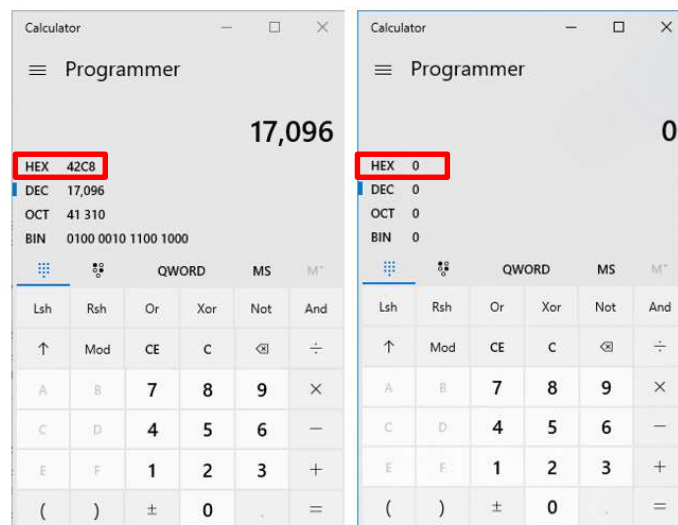 Calculator
Programmer
17,096
HEX 42C8
DEC 17,096
OCT 41 310
BIN 0100 0010 1100 1000
QWORD MS M˅
Lsh Rsh Or Xor Not And
↑ Mod CE C ⌫ ÷
A B 7 8 9 ×
C D 4 5 6 −
E F 1 2 3 +
( ) ± 0 . =
Calculator
Programmer
0
HEX 0
DEC 0
OCT 0
BIN 0
QWORD MS M˅
Lsh Rsh Or Xor Not And
↑ Mod CE C ⌫ ÷
A B 7 8 9 ×
C D 4 5 6 −
E F 1 2 3 +
( ) ± 0 . =